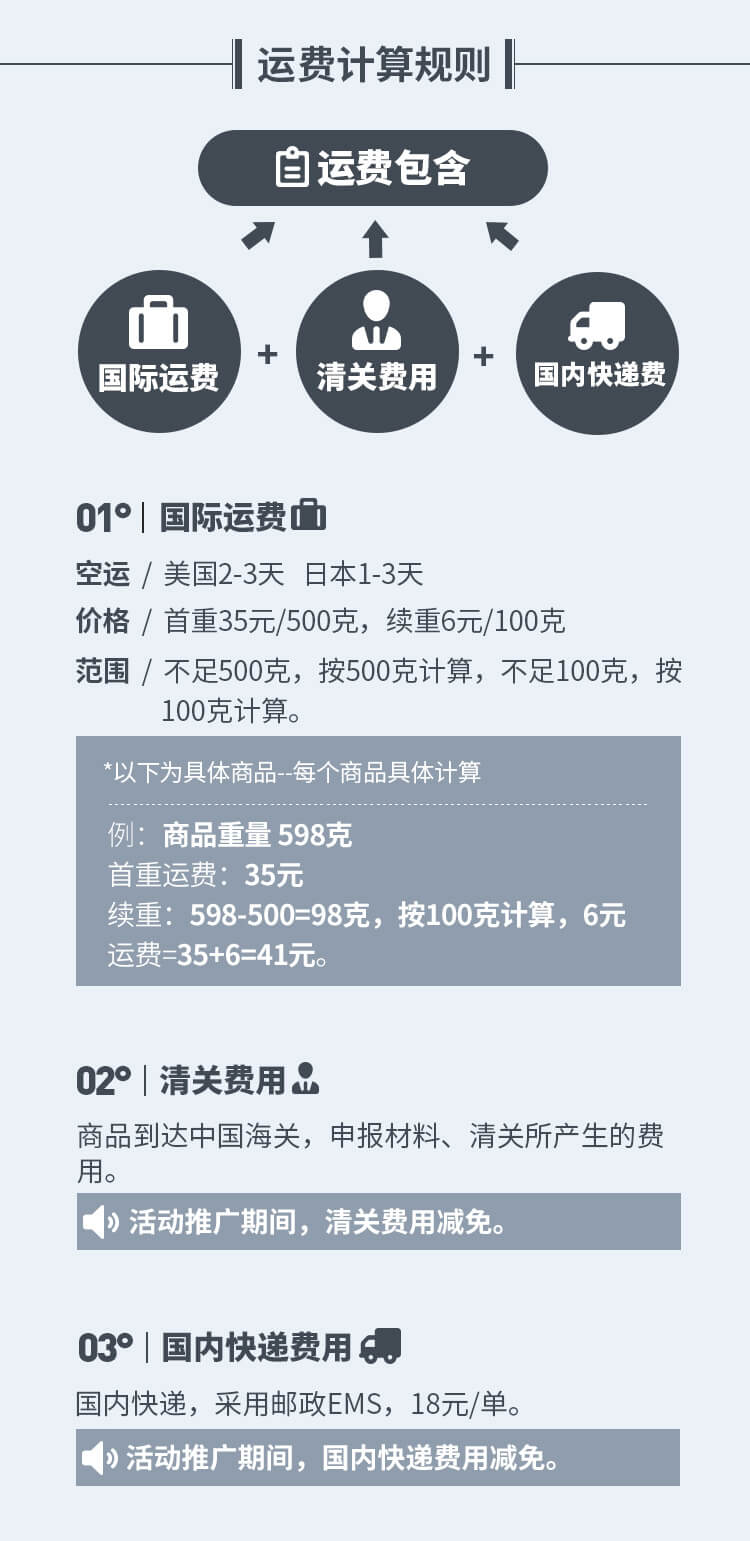 运费计算规则
运费包含
国际运费 + 清关费用 + 国内快递费
01° | 国际运费
空运 / 美国2-3天 日本1-3天
价格 / 首重35元/500克，续重6元/100克
范围 / 不足500克，按500克计算，不足100克，按
100克计算。
*以下为具体商品--每个商品具体计算
例：商品重量 598克
首重运费：35元
续重：598-500=98克，按100克计算，6元
运费=35+6=41元。
02° | 清关费用
商品到达中国海关，申报材料、清关所产生的费
用。
活动推广期间，清关费用减免。
03° | 国内快递费用
国内快递，采用邮政EMS，18元/单。
活动推广期间，国内快递费用减免。